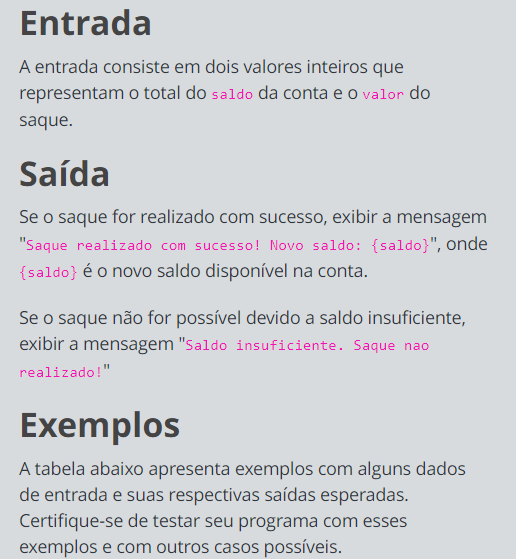 Entrada
A entrada consiste em dois valores inteiros que
representam o total do saldo da conta e o valor do
saque.
Saída
Se o saque for realizado com sucesso, exibir a mensagem
"Saque realizado com sucesso! Novo saldo: {saldo}", onde
{saldo} é o novo saldo disponível na conta.
Se o saque não for possível devido a saldo insuficiente,
exibir a mensagem "Saldo insuficiente. Saque nao
realizado!"
Exemplos
A tabela abaixo apresenta exemplos com alguns dados
de entrada e suas respectivas saídas esperadas.
Certifique-se de testar seu programa com esses
exemplos e com outros casos possíveis.